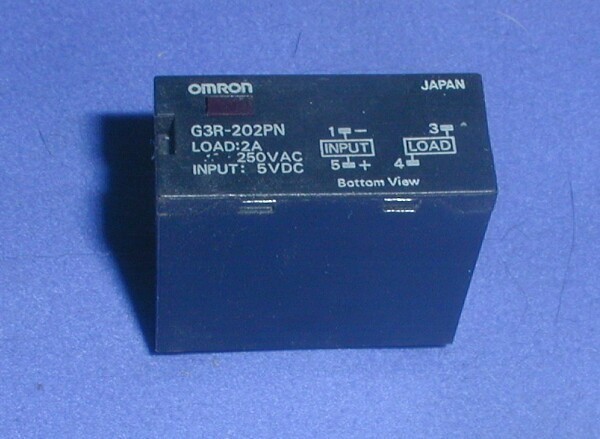 OMRON
JAPAN
G3R-202PN
LOAD:2A
250VAC
INPUT: 5VDC
1 −
INPUT
5 +
3
LOAD
4
Bottom View